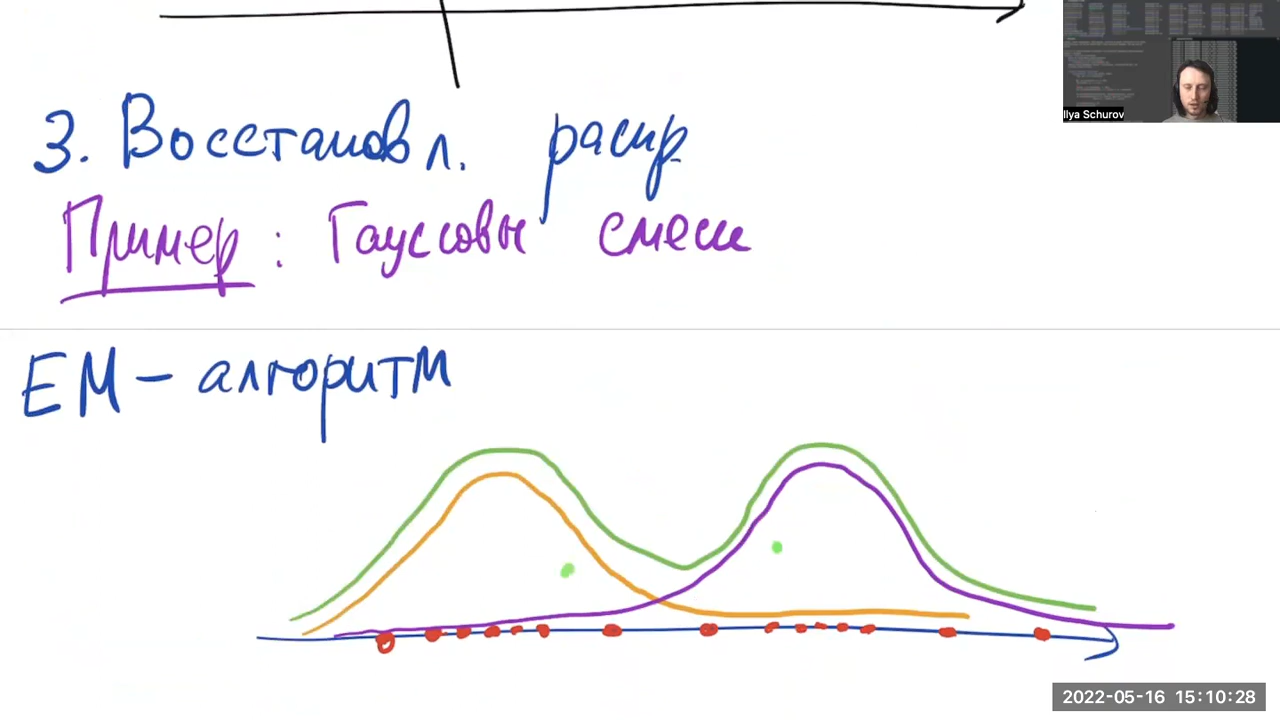 Ilya Schurov
3. Восстановл. распр.
Пример: Гауссовы смеси
EM - алгоритм
2022-05-16 15:10:28